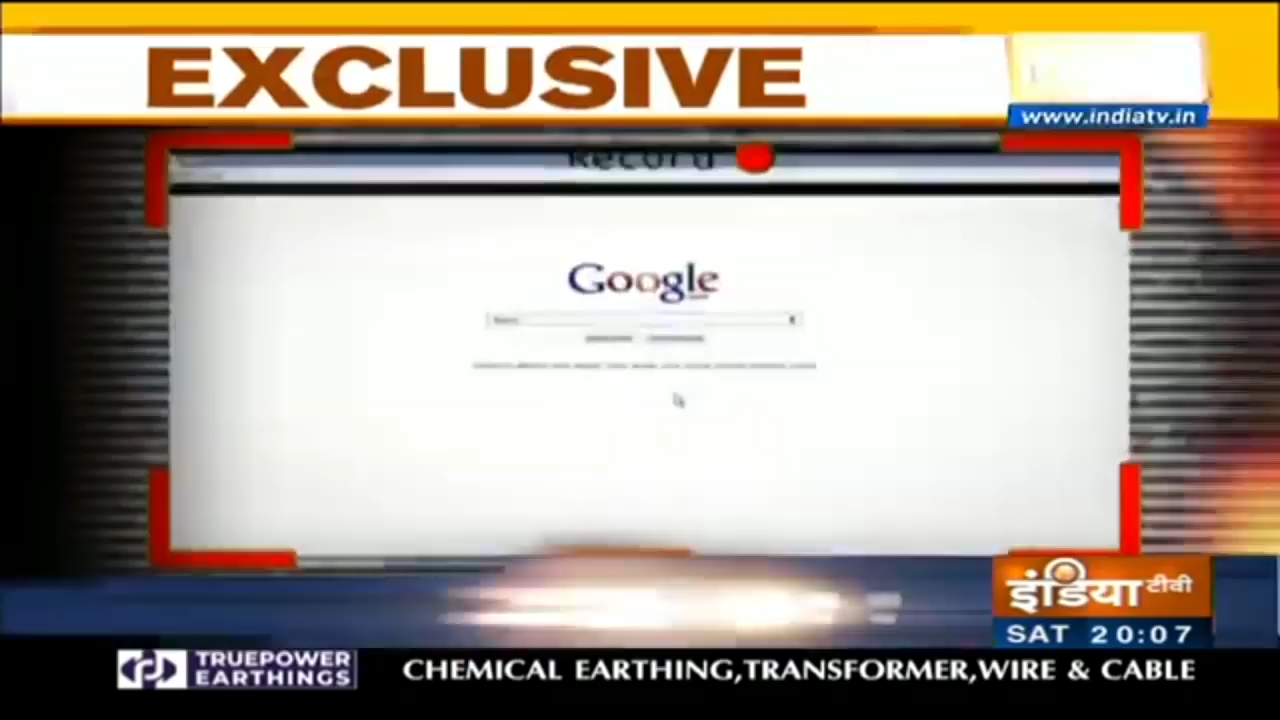 EXCLUSIVE
www.indiatv.in
Record
Google
इंडिया टीवी
SAT 20:07
TRUEPOWER
EARTHINGS
CHEMICAL EARTHING,TRANSFORMER,WIRE & CABLE